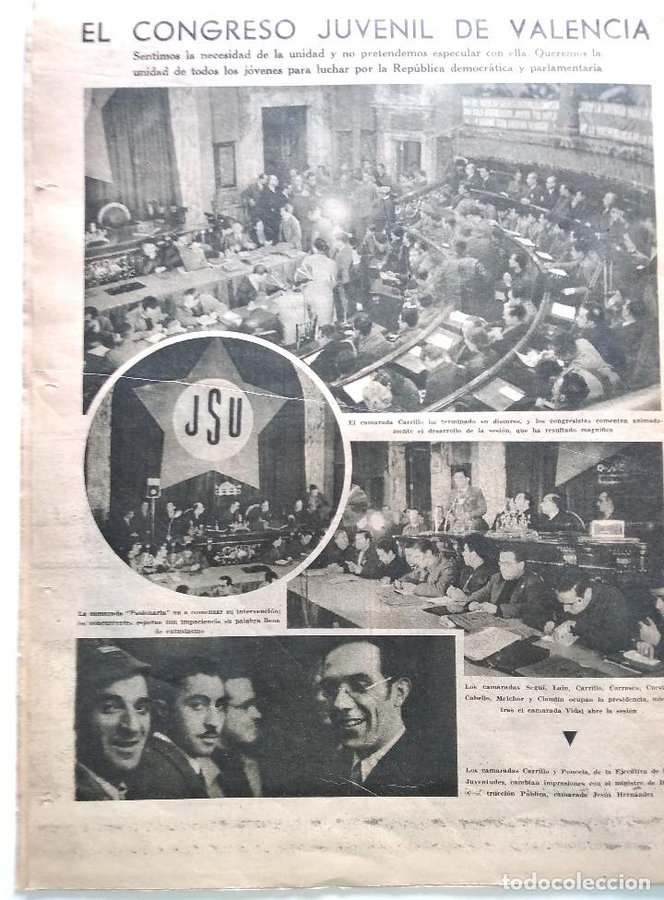 EL CONGRESO JUVENIL DE VALENCIA
Sentimos la necesidad de la unidad y no pretendemos especular con ella. Queremos la
unidad de todos los jóvenes para luchar por la República democrática y parlamentaria
El camarada Carrillo ha terminado su discurso, y los congresistas comentan animada-
mente el desarrollo de la sesión, que ha resultado magnífica
JSU
La camarada "Pasionaria" va a comenzar su intervención;
los concurrentes esperan con impaciencia su palabra llena
de entusiasmo
Los camaradas Seguí, Laín, Carrillo, Carrasco, Cuest
Cabello, Melchor y Claudín ocupan la presidencia, mien
tras el camarada Vidal abre la sesión
Los camaradas Carrillo y Poncela, de la Ejecutiva de l
Juventudes, cambian impresiones con el ministro de I
trucción Pública, camarada Jesús Hernández
todocoleccion